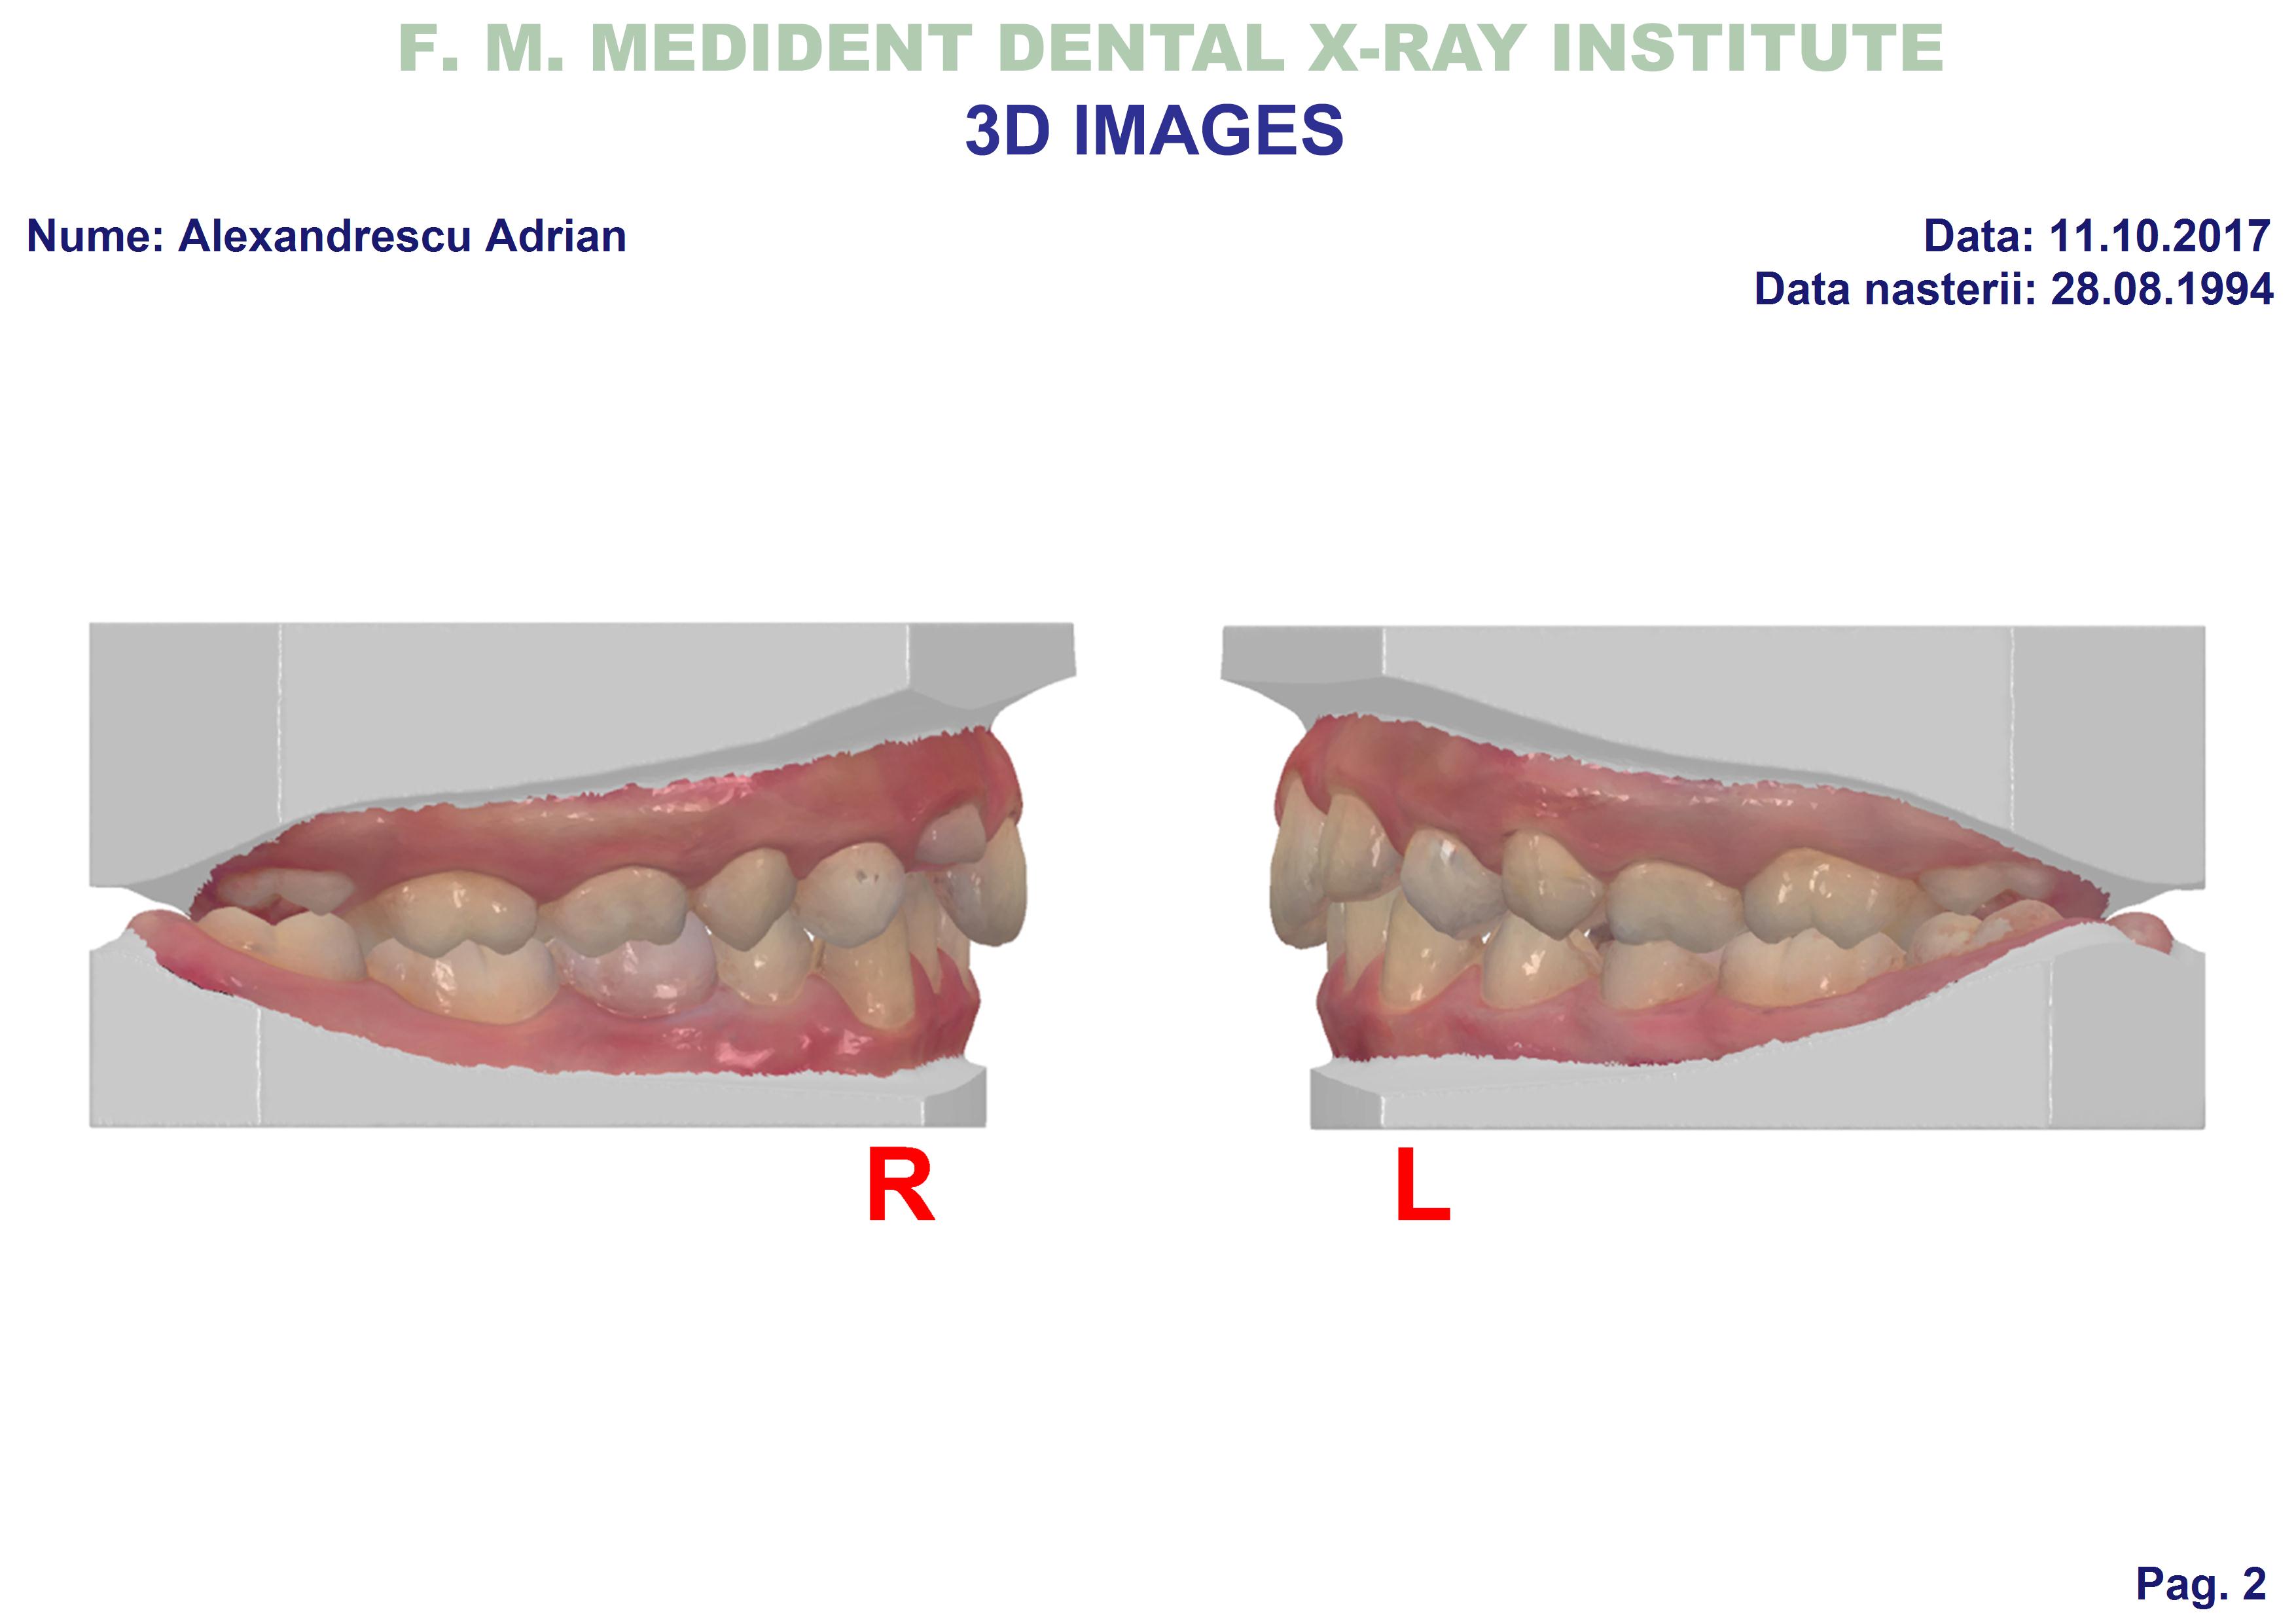 F. M. MEDIDENT DENTAL X-RAY INSTITUTE
3D IMAGES
Nume: Alexandrescu Adrian
Data: 11.10.2017
Data nasterii: 28.08.1994
R
L
Pag. 2